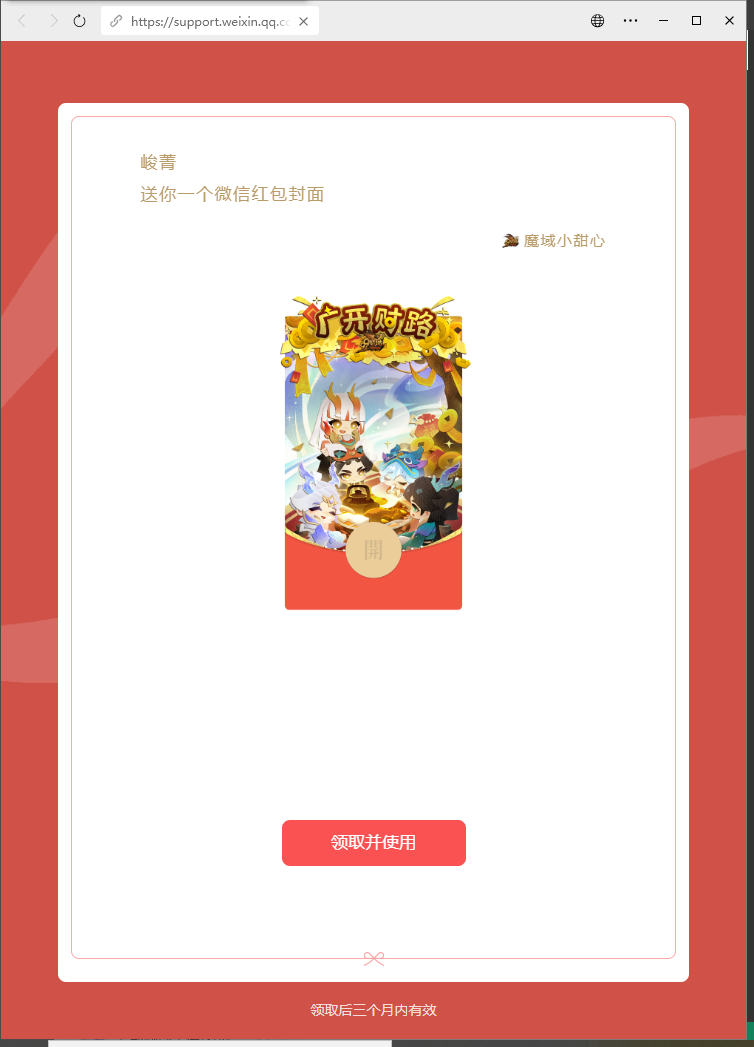 https://support.weixin.qq.cc
峻菁
送你一个微信红包封面
魔域小甜心
广开财路
開
领取并使用
领取后三个月内有效